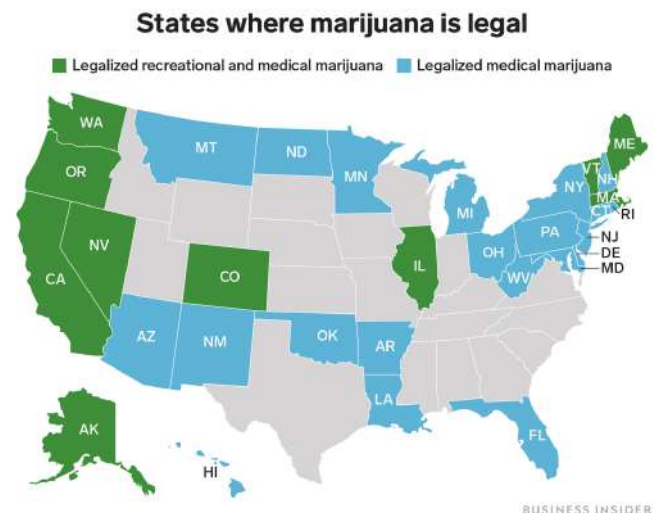 States where marijuana is legal
Legalized recreational and medical marijuana
Legalized medical marijuana
WA
MT
ND
MN
OR
NV
CA
CO
AZ
NM
OK
AR
LA
IL
MI
OH
WV
PA
NY
VT
NH
ME
MA
CT
RI
NJ
DE
MD
FL
AK
HI
BUSINESS INSIDER